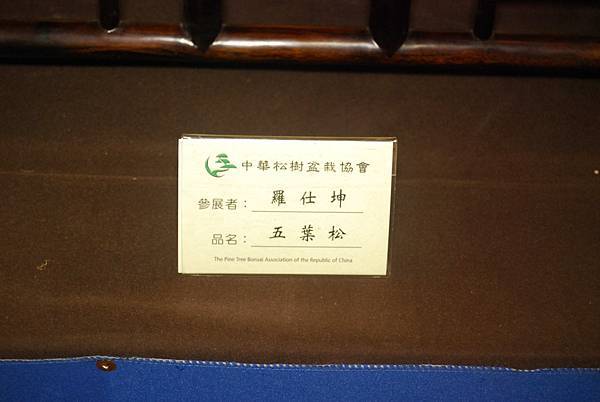 中華松樹盆栽協會
參展者：羅仕坤
品名：五葉松
The Pine Tree Bonsai Association of the Republic of China